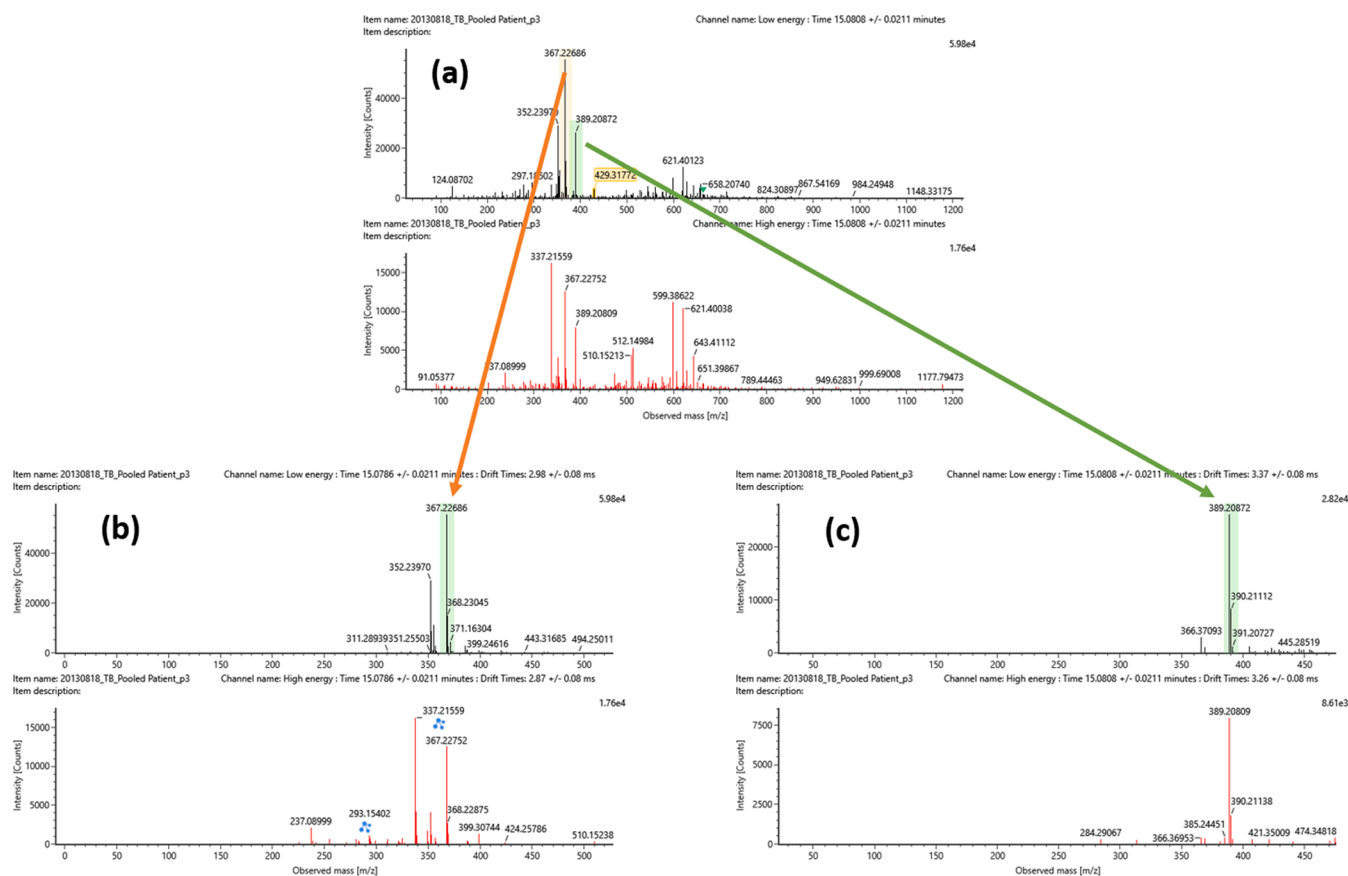 Item name: 20130818_TB_Pooled Patient_p3 Channel name: Low energy : Time 15.0808 +/- 0.0211 minutes
Item description:
5.98e4
(a)
Intensity [Counts]
40000
20000
0
367.22686
352.2397
389.20872
124.08702
429.31772
621.40123
658.20740
824.30897
867.54169
984.24948
1148.33175
100 200 300 400 500 600 700 800 900 1000 1100 1200
Item name: 20130818_TB_Pooled Patient_p3 Channel name: High energy : Time 15.0808 +/- 0.0211 minutes
Item description:
1.76e4
Intensity [Counts]
15000
10000
5000
0
337.21559
367.22752
389.20809
599.38622
621.40038
512.14984
510.15213
643.41112
651.39867
91.05377
37.08999
789.44463
949.62831
999.69008
1177.79473
100 200 300 400 500 600 700 800 900 1000 1100 1200
Observed mass [m/z]
Item name: 20130818_TB_Pooled Patient_p3 Channel name: Low energy : Time 15.0786 +/- 0.0211 minutes : Drift Times: 2.98 +/- 0.08 ms
Item description:
5.98e4
(b)
Intensity [Counts]
40000
20000
0
367.22686
352.23970
368.23045
371.16304
311.28939
351.25503
399.24616
443.31685
494.25011
0 50 100 150 200 250 300 350 400 450 500
Item name: 20130818_TB_Pooled Patient_p3 Channel name: High energy : Time 15.0786 +/- 0.0211 minutes : Drift Times: 2.87 +/- 0.08 ms
Item description:
1.76e4
Intensity [Counts]
15000
10000
5000
0
337.21559
367.22752
293.15402
237.08999
368.22875
399.30744
424.25786
510.15238
0 50 100 150 200 250 300 350 400 450 500
Observed mass [m/z]
Item name: 20130818_TB_Pooled Patient_p3 Channel name: Low energy : Time 15.0808 +/- 0.0211 minutes : Drift Times: 3.37 +/- 0.08 ms
Item description:
2.82e4
(c)
Intensity [Counts]
20000
10000
0
389.20872
390.21112
366.37093
391.20727
445.28519
50 100 150 200 250 300 350 400 450
Item name: 20130818_TB_Pooled Patient_p3 Channel name: High energy : Time 15.0808 +/- 0.0211 minutes : Drift Times: 3.26 +/- 0.08 ms
Item description:
8.61e3
Intensity [Counts]
7500
5000
2500
0
389.20809
390.21138
385.24451
284.29067
366.36953
421.35009
474.34818
50 100 150 200 250 300 350 400 450
Observed mass [m/z]